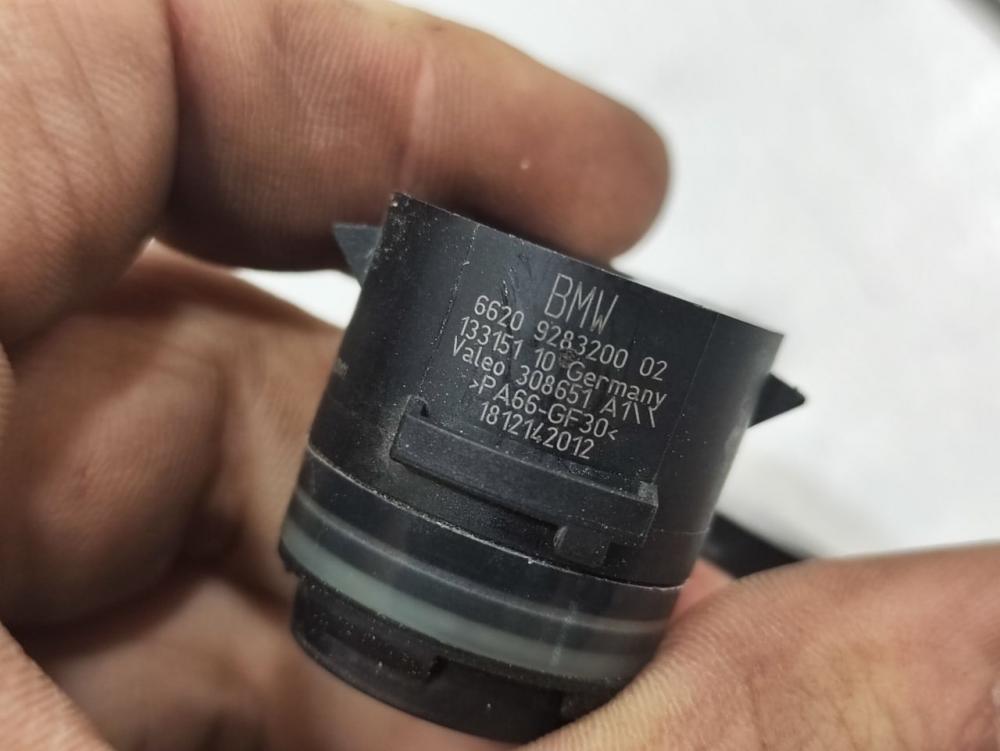 BMW
6620 9283200 02
133151 10 Germany
Valeo 308651 A1\\
>PA66-GF30<
1812142012